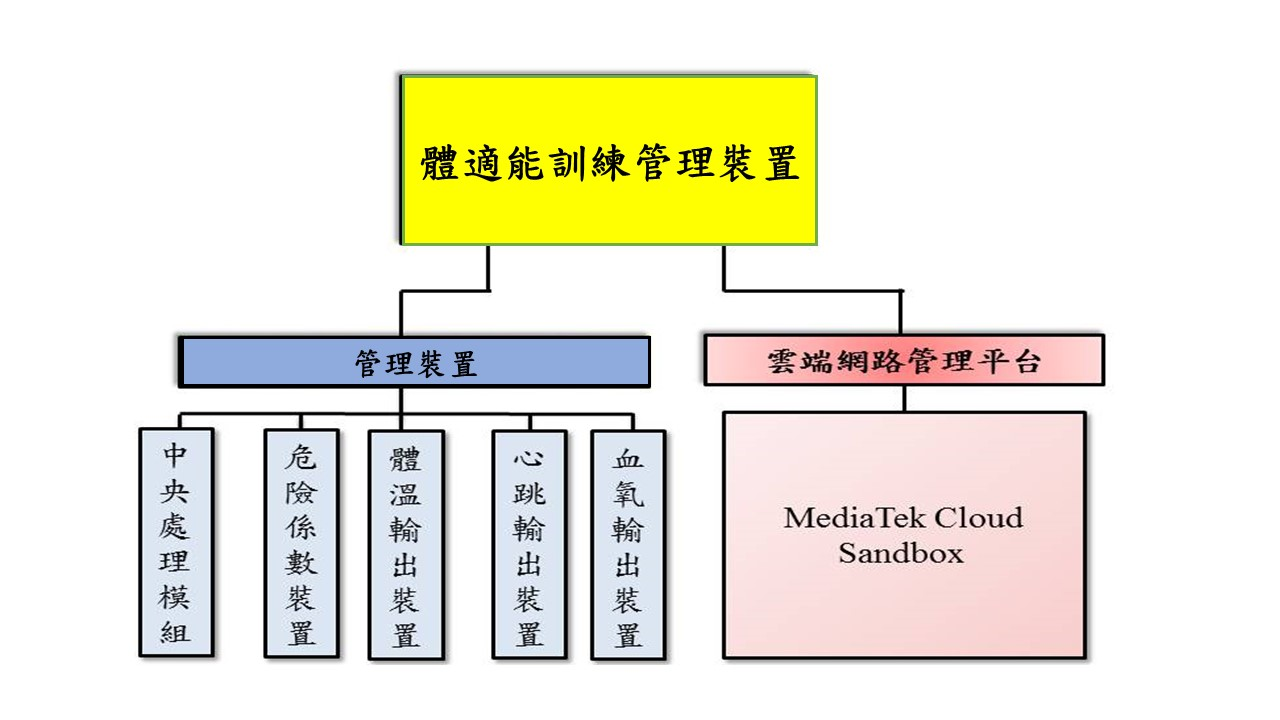 體適能訓練管理裝置
管理裝置
雲端網路管理平台
中央處理模組
危險係數裝置
體溫輸出裝置
心跳輸出裝置
血氧輸出裝置
MediaTek Cloud
Sandbox